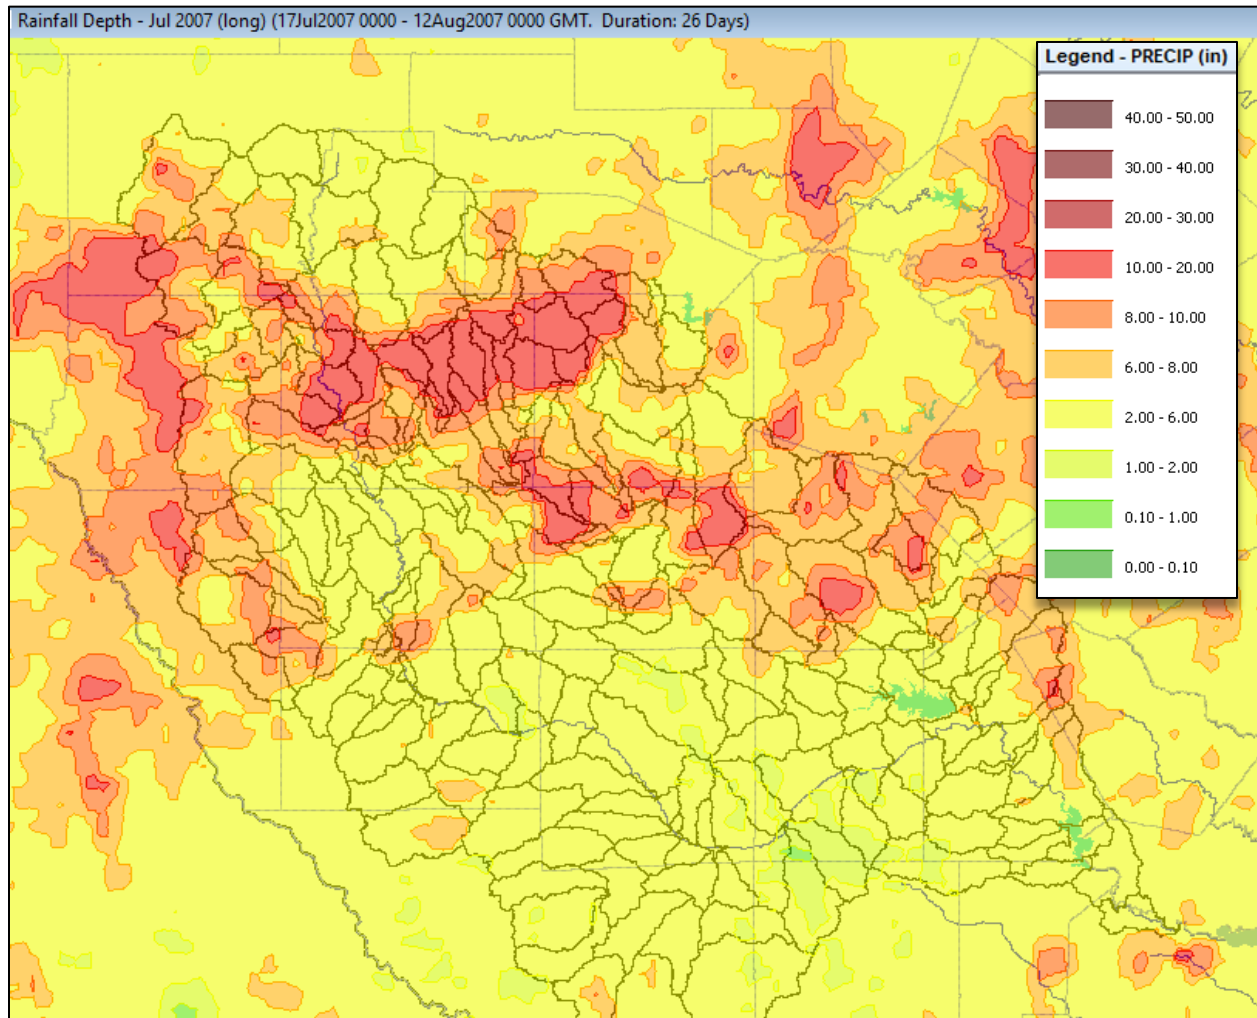 Rainfall Depth - Jul 2007 (long) (17Jul2007 0000 - 12Aug2007 0000 GMT. Duration: 26 Days)
Legend - PRECIP (in)
40.00 - 50.00
30.00 - 40.00
20.00 - 30.00
10.00 - 20.00
8.00 - 10.00
6.00 - 8.00
2.00 - 6.00
1.00 - 2.00
0.10 - 1.00
0.00 - 0.10